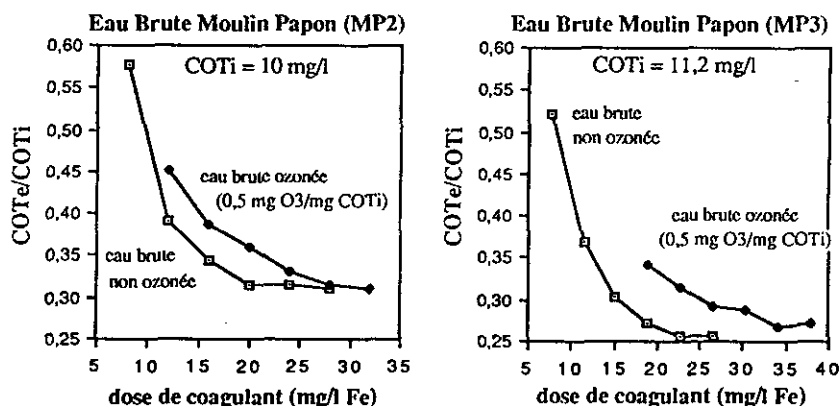 Eau Brute Moulin Papon (MP2)
COTi = 10 mg/l
COTe/COTi
0,60
0,55
0,50
0,45
0,40
0,35
0,30
0,25
eau brute ozonée
(0,5 mg O3/mg COTi)
eau brute
non ozonée
5 10 15 20 25 30 35
dose de coagulant (mg/l Fe)
Eau Brute Moulin Papon (MP3)
COTi = 11,2 mg/l
COTe/COTi
0,60
0,55
0,50
0,45
0,40
0,35
0,30
0,25
eau brute
non ozonée
eau brute ozonée
(0,5 mg O3/mg COTi)
5 10 15 20 25 30 35 40
dose de coagulant (mg/l Fe)